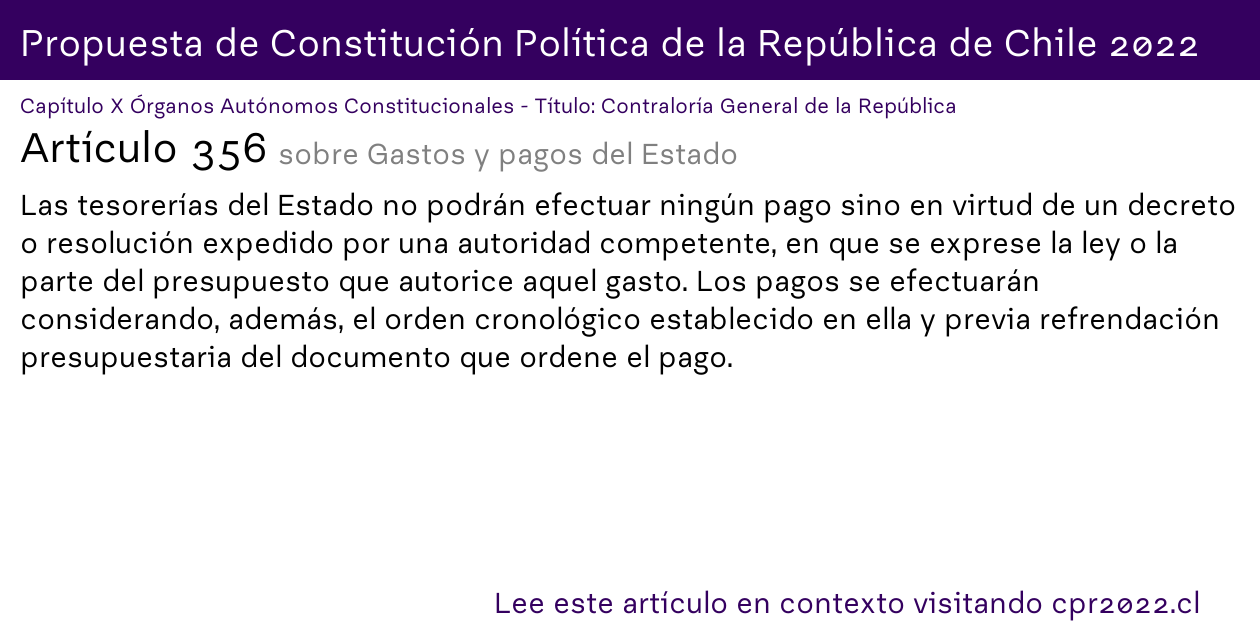 Propuesta de Constitución Política de la República de Chile 2022
Capítulo X Órganos Autónomos Constitucionales - Título: Contraloría General de la República
Artículo 356 sobre Gastos y pagos del Estado
Las tesorerías del Estado no podrán efectuar ningún pago sino en virtud de un decreto
o resolución expedido por una autoridad competente, en que se exprese la ley o la
parte del presupuesto que autorice aquel gasto. Los pagos se efectuarán
considerando, además, el orden cronológico establecido en ella y previa refrendación
presupuestaria del documento que ordene el pago.
Lee este artículo en contexto visitando cpr2022.cl